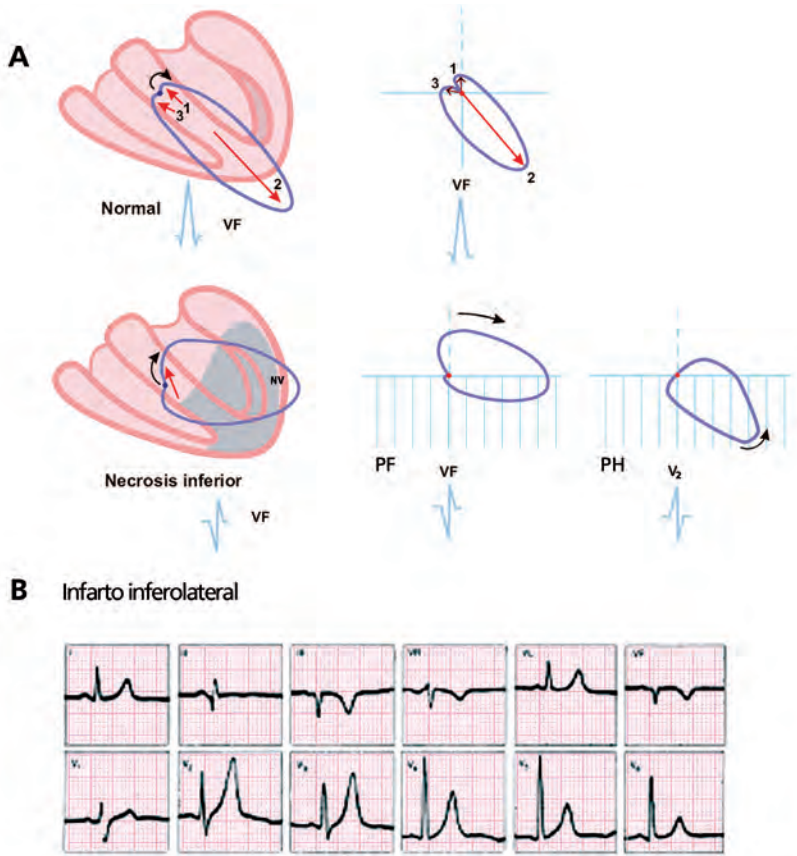 A
1
3
2
Normal
VF
1
3
2
VF
NV
Necrosis inferior
VF
PF
VF
PH
V2
B Infarto inferolateral
I
II
III
VR
VL
VF
V1
V2
V3
V4
V5
V6